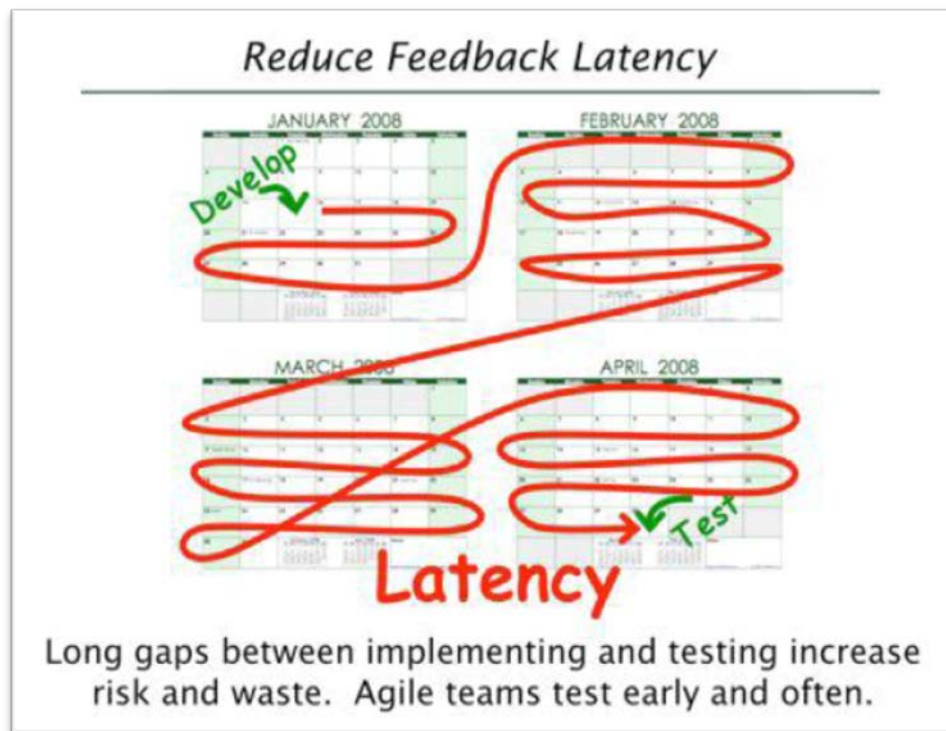 Reduce Feedback Latency
JANUARY 2008
FEBRUARY 2008
Develop
MARCH 2008
APRIL 2008
Test
Latency
Long gaps between implementing and testing increase
risk and waste. Agile teams test early and often.